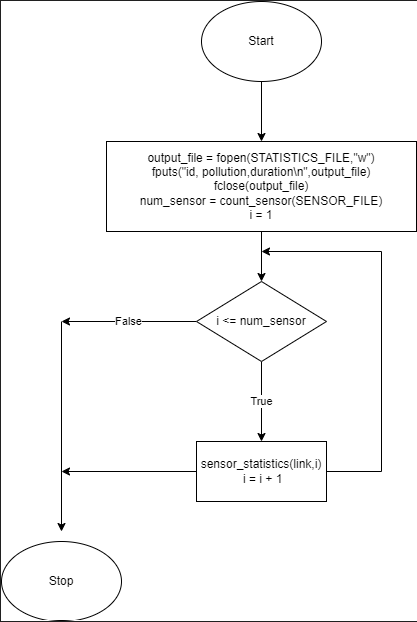 Start
output_file = fopen(STATISTICS_FILE,"w")
fputs("id, pollution,duration\n",output_file)
fclose(output_file)
num_sensor = count_sensor(SENSOR_FILE)
i = 1
i <= num_sensor
False
True
sensor_statistics(link,i)
i = i + 1
Stop